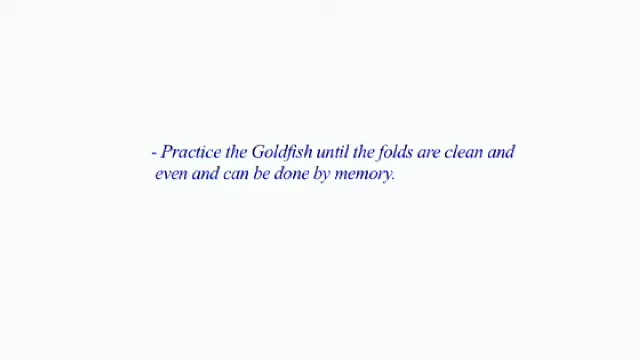 - Practice the Goldfish until the folds are clean and
even and can be done by memory.